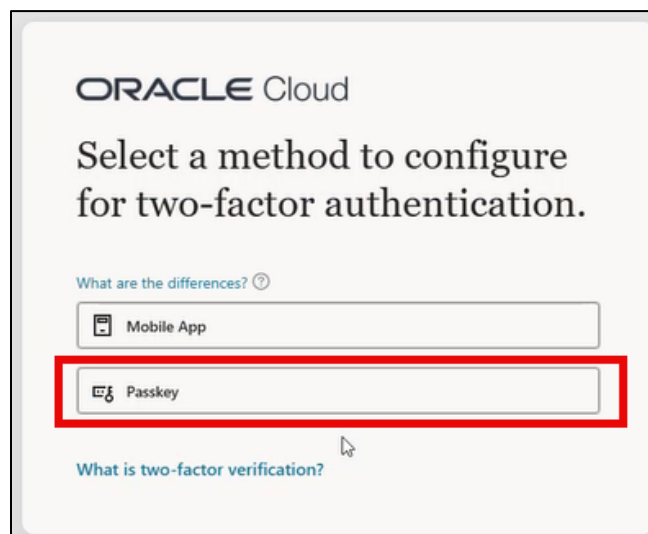 ORACLE Cloud
Select a method to configure
for two-factor authentication.
What are the differences? ?
Mobile App
Passkey
What is two-factor verification?